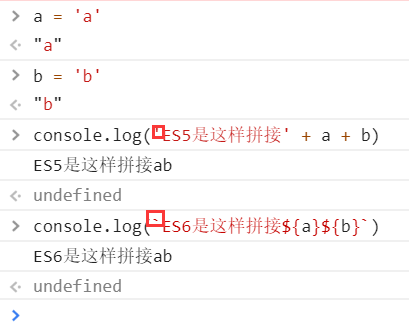 > a = 'a'
<· "a"
> b = 'b'
<· "b"
> console.log('ES5是这样拼接' + a + b)
ES5是这样拼接ab
<· undefined
> console.log(`ES6是这样拼接${a}${b}`)
ES6是这样拼接ab
<· undefined
>